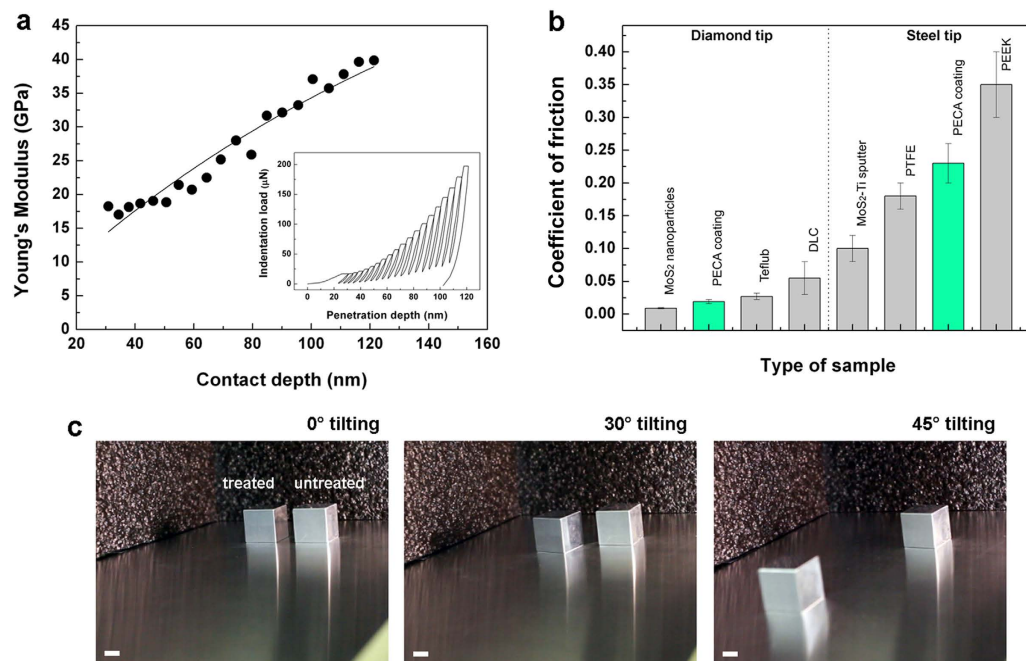 a
Young's Modulus (GPa)
45
40
35
30
25
20
15
10
5
0
20
40
60
80
100
120
140
160
Contact depth (nm)
Indentation load (μN)
200
150
100
50
0
0
20
40
60
80
100
120
Penetration depth (nm)
b
Diamond tip
Steel tip
Coefficient of friction
0.40
0.35
0.30
0.25
0.20
0.15
0.10
0.05
0.00
MoS₂ nanoparticles
PECA coating
Teflub
DLC
MoS₂-Ti sputter
PTFE
PECA coating
PEEK
Type of sample
c
0° tilting
30° tilting
45° tilting
treated
untreated